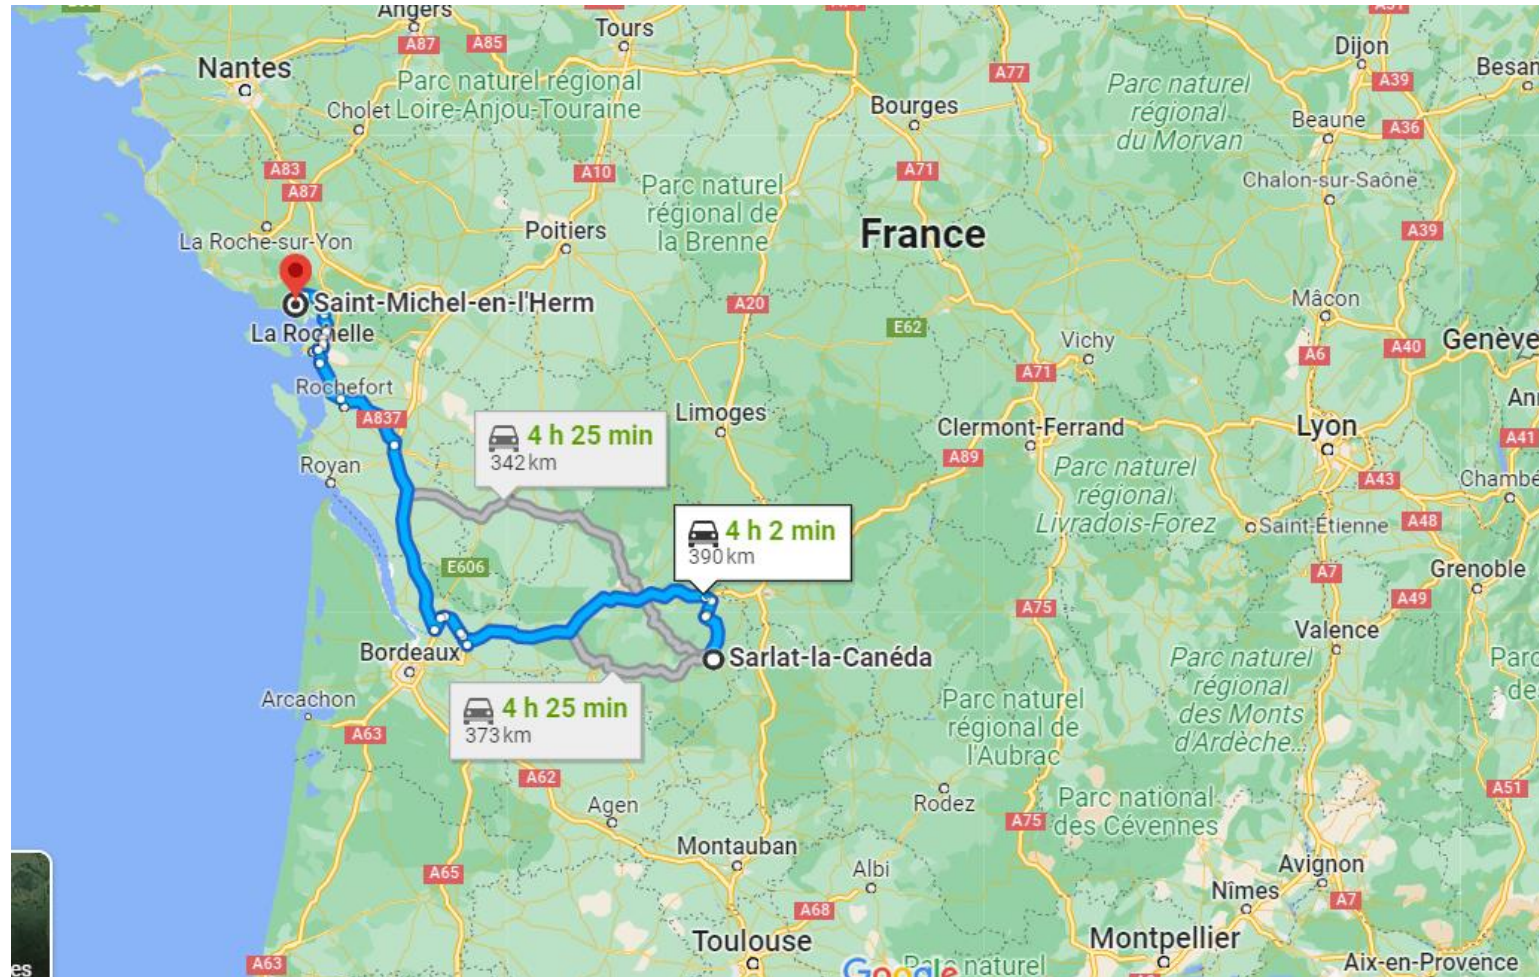 Angers
Tours
A87
A85
Dijon
Nantes
A77
A39
Parc naturel régional
Loire-Anjou-Touraine
Parc naturel
régional
du Morvan
Cholet
Bourges
Beaune
A36
A83
A87
A10
A71
Parc naturel
régional de
la Brenne
Chalon-sur-Saône
La Roche-sur-Yon
Poitiers
France
A39
Saint-Michel-en-l'Herm
A20
Mâcon
La Rochelle
E62
Vichy
Genève
A6
A40
A71
Rochefort
A837
Limoges
Clermont-Ferrand
Lyon
4 h 25 min
342 km
A89
A41
Royan
Parc naturel
régional
Livradois-Forez
A43
4 h 2 min
390 km
Saint-Étienne
A48
E606
A7
Grenoble
A75
A49
Valence
Bordeaux
Sarlat-la-Canéda
Parc naturel
régional
des Monts
d'Ardèche...
Arcachon
4 h 25 min
373 km
Parc naturel
régional de
l'Aubrac
A63
A62
Agen
Rodez
Parc national
des Cévennes
A51
A75
Montauban
A65
Albi
Avignon
Nîmes
A7
A68
Toulouse
Montpellier
A63
Google
naturel
Aix-en-Provence
es